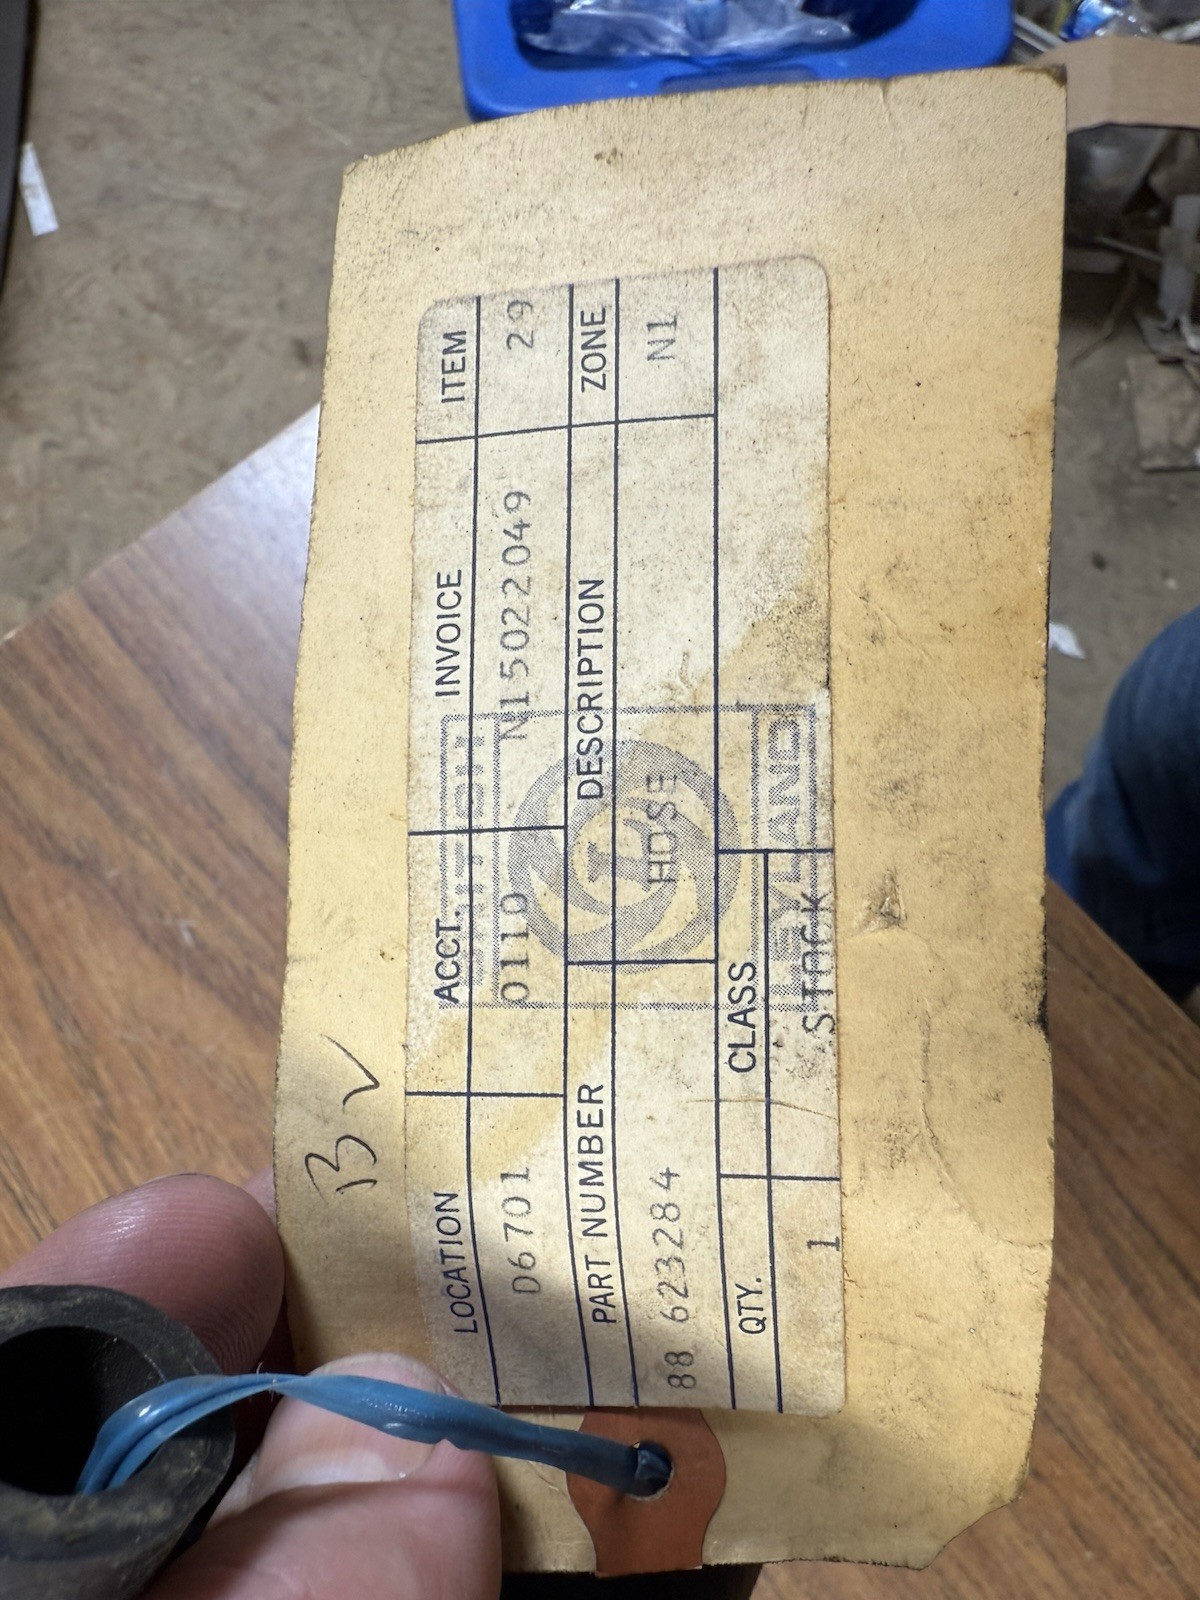 BV
LOCATION ACCT. INVOICE ITEM
D6701 0110 N15022049 29
PART NUMBER DESCRIPTION ZONE
88 623284 HOSE N1
QTY. CLASS
1 STOCK
LEYLAND